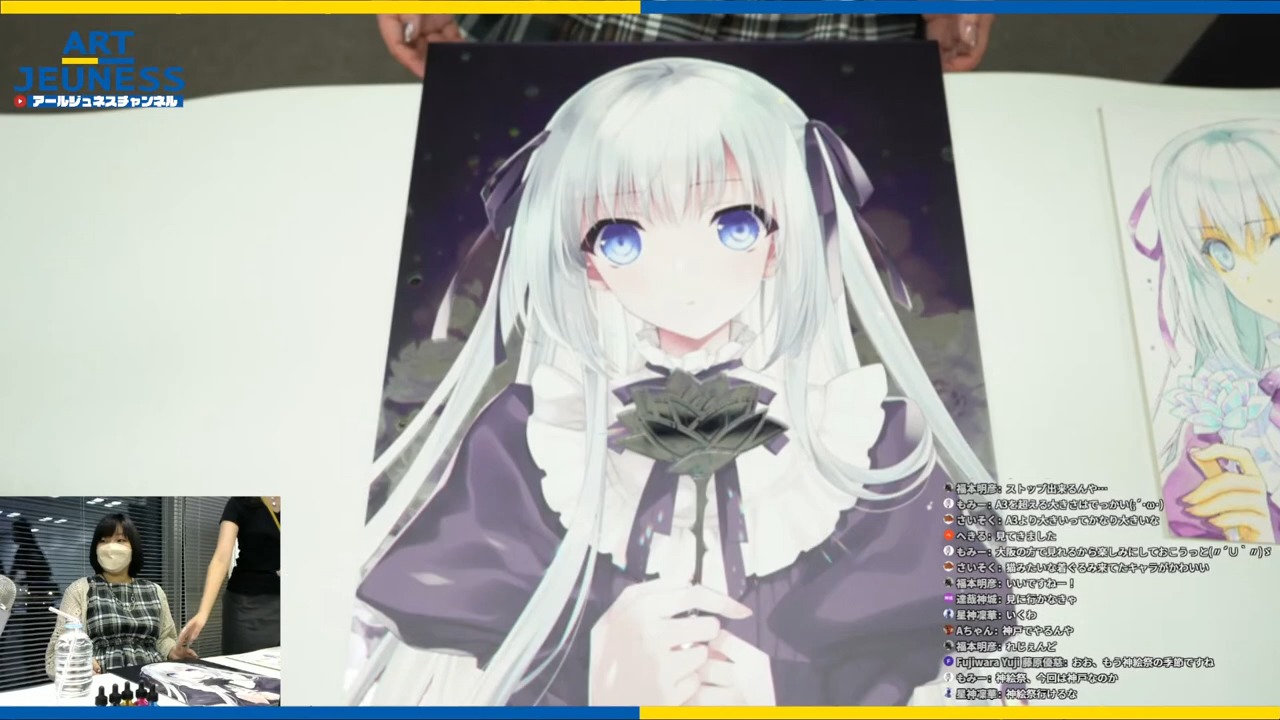 ART
JEUNESS
アールジュネスチャンネル
福本明彦: ストップ出来るんや…
もみー: A3を超える大きさはでっかい(;´･ω･)
さいそく: A3より大きいってかなり大きいな
へきる: 見てきました
もみー: 大阪の方で見れるから楽しみにしておこうっと(〃´∪｀〃)ゞ
さいそく: 猫みたいな着ぐるみ来てたキャラがかわいい
福本明彦: いいですねー！
達哉神城: 見に行かなきゃ
星神凛華: いくわ
Aちゃん: 神戸でやるんや
福本明彦: れじぇんど
Fujiwara Yuji 藤原優慈: おお、もう神絵祭の季節ですね
もみー: 神絵祭、今回は神戸なのか
星神凛華: 神絵祭行けるな